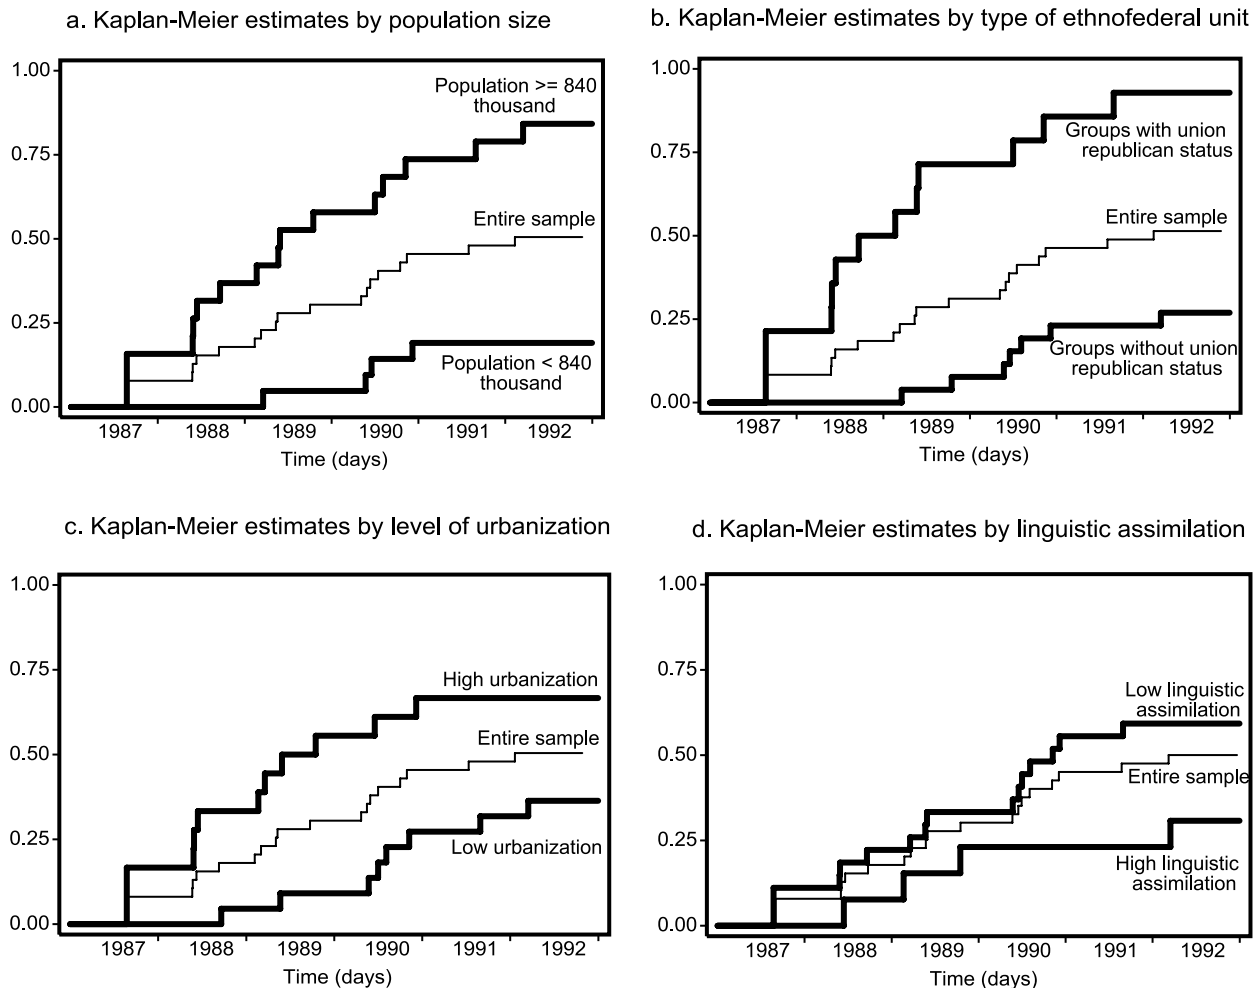 a. Kaplan-Meier estimates by population size
1.00
0.75
0.50
0.25
0.00
Population >= 840
thousand
Entire sample
Population < 840
thousand
1987 1988 1989 1990 1991 1992
Time (days)
b. Kaplan-Meier estimates by type of ethnofederal unit
1.00
0.75
0.50
0.25
0.00
Groups with union
republican status
Entire sample
Groups without union
republican status
1987 1988 1989 1990 1991 1992
Time (days)
c. Kaplan-Meier estimates by level of urbanization
1.00
0.75
0.50
0.25
0.00
High urbanization
Entire sample
Low urbanization
1987 1988 1989 1990 1991 1992
Time (days)
d. Kaplan-Meier estimates by linguistic assimilation
1.00
0.75
0.50
0.25
0.00
Low linguistic
assimilation
Entire sample
High linguistic
assimilation
1987 1988 1989 1990 1991 1992
Time (days)